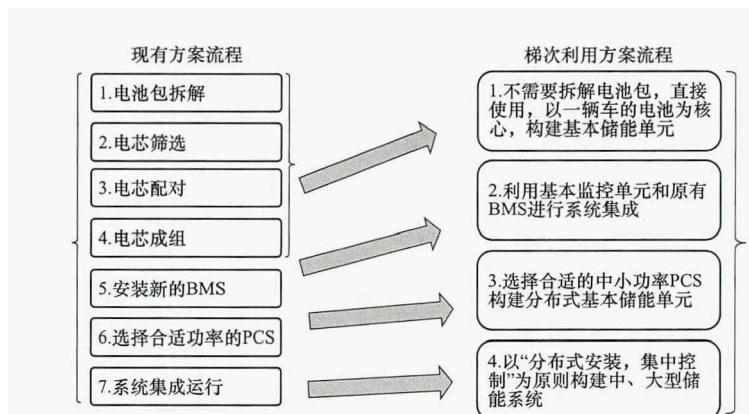 现有方案流程
1.电池包拆解
2.电芯筛选
3.电芯配对
4.电芯成组
5.安装新的BMS
6.选择合适功率的PCS
7.系统集成运行
梯次利用方案流程
1.不需要拆解电池包，直接
使用，以一辆车的电池为核
心，构建基本储能单元
2.利用基本监控单元和原有
BMS进行系统集成
3.选择合适的中小功率PCS
构建分布式基本储能单元
4.以“分布式安装，集中控
制”为原则构建中、大型储
能系统